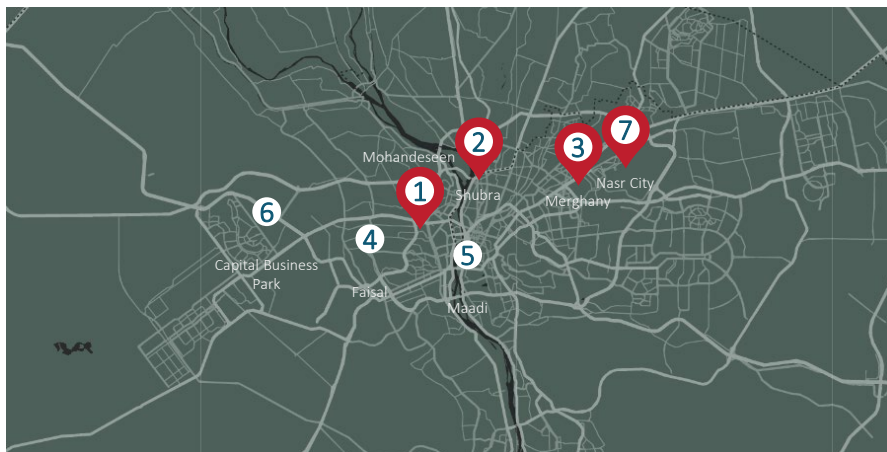 7
2
3
Mohandeseen
Nasr City
1
Shubra
Merghany
6
4
5
Capital Business
Park
Faisal
Maadi